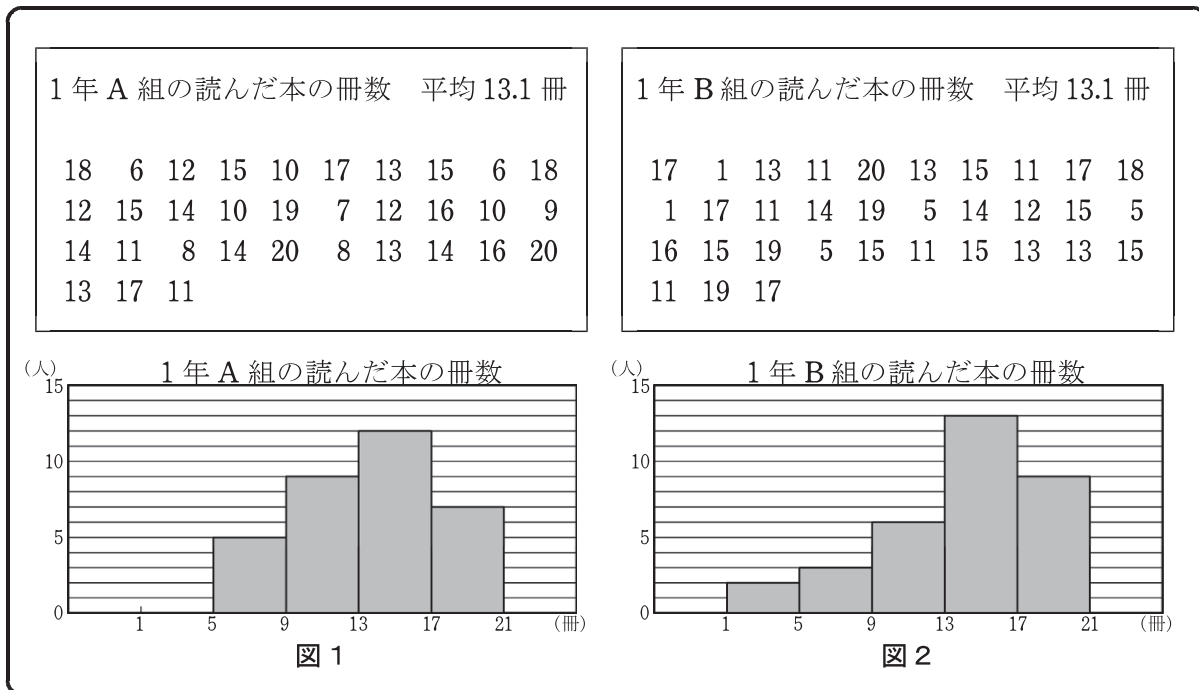 1年A組の読んだ本の冊数 平均13.1冊
18 6 12 15 10 17 13 15 6 18
12 15 14 10 19 7 12 16 10 9
14 11 8 14 20 8 13 14 16 20
13 17 11
1年B組の読んだ本の冊数 平均13.1冊
17 1 13 11 20 13 15 11 17 18
1 17 11 14 19 5 14 12 15 5
16 15 19 5 15 11 15 13 13 15
11 19 17
(人) 1年A組の読んだ本の冊数
15
10
5
0
1 5 9 13 17 21 (冊)
図1
(人) 1年B組の読んだ本の冊数
15
10
5
0
1 5 9 13 17 21 (冊)
図2